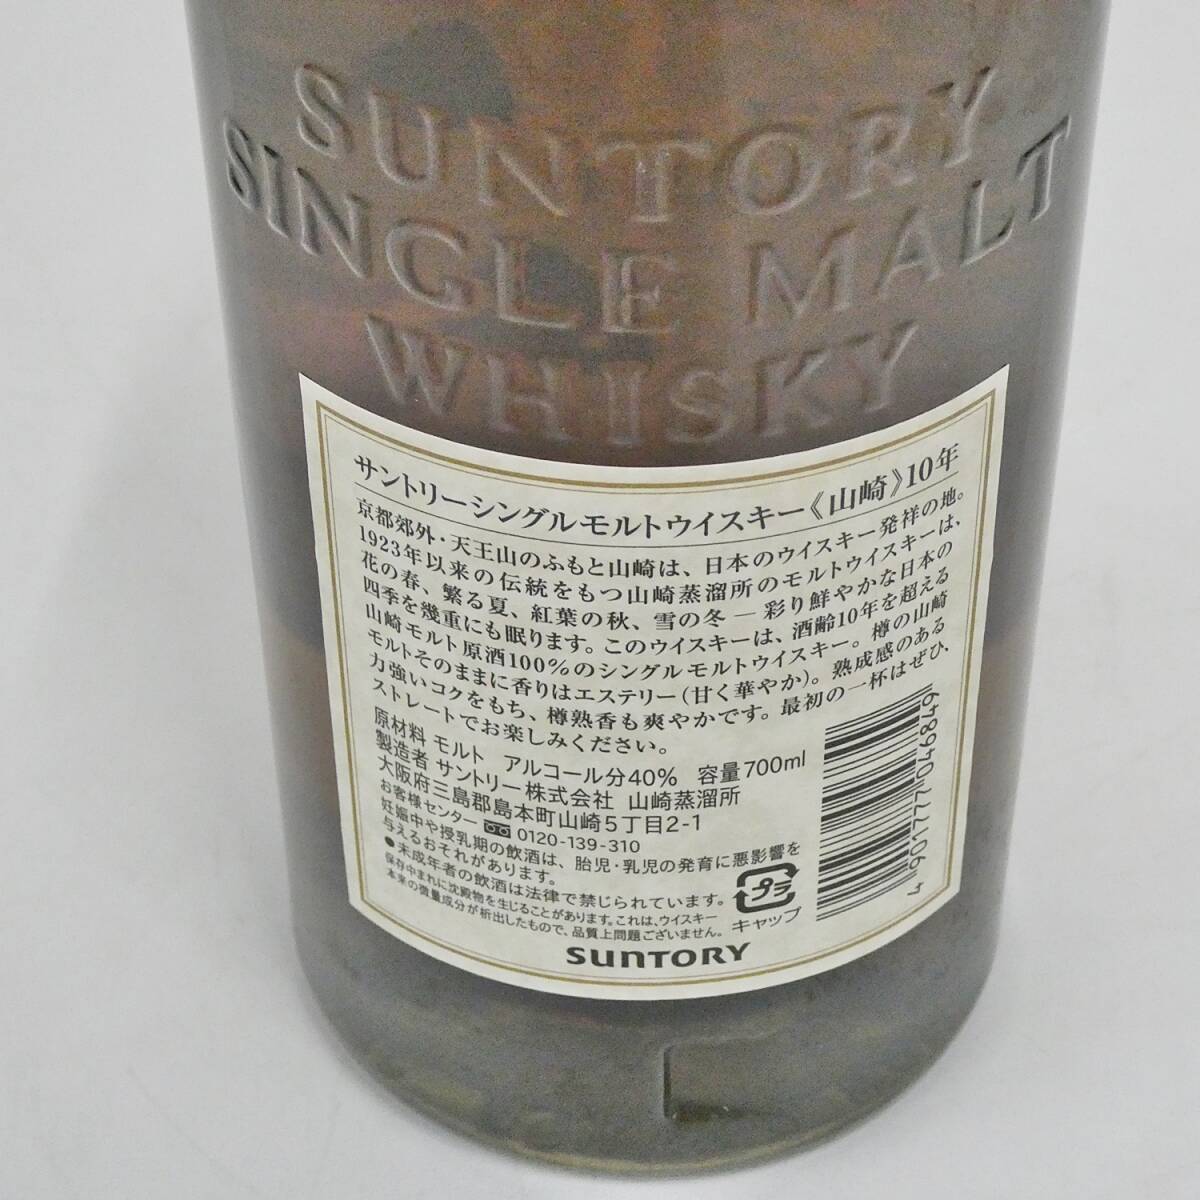 SUNTORY
SINGLE MALT
WHISKY
サントリーシングルモルトウイスキー《山崎》10年
京都郊外・天王山のふもと山崎は、日本のウイスキー発祥の地。
1923年以来の伝統をもつ山崎蒸溜所のモルトウイスキーは、
花の春、繁る夏、紅葉の秋、雪の冬―彩り鮮やかな日本の
四季を幾重にも眠ります。このウイスキーは、酒齢10年を超える
山崎モルト原酒100%のシングルモルトウイスキー。樽の山崎
モルトそのままに香りはエステリー(甘く華やか)。熟成感のある
力強いコクをもち、樽熟香も爽やかです。最初の一杯はぜひ、
ストレートでお楽しみください。
原材料 モルト アルコール分40% 容量700ml
製造者 サントリー株式会社 山崎蒸溜所
大阪府三島郡島本町山崎5丁目2-1
お客様センター 0120-139-310
妊娠中や授乳期の飲酒は、胎児・乳児の発育に悪影響を
与えるおそれがあります。
●未成年者の飲酒は法律で禁じられています。
保存中まれに沈殿物を生じることがあります。これは、ウイスキー
本来の微量成分が析出したもので、品質上問題ございません。
プラ
キャップ
4 901777 046849
SUNTORY